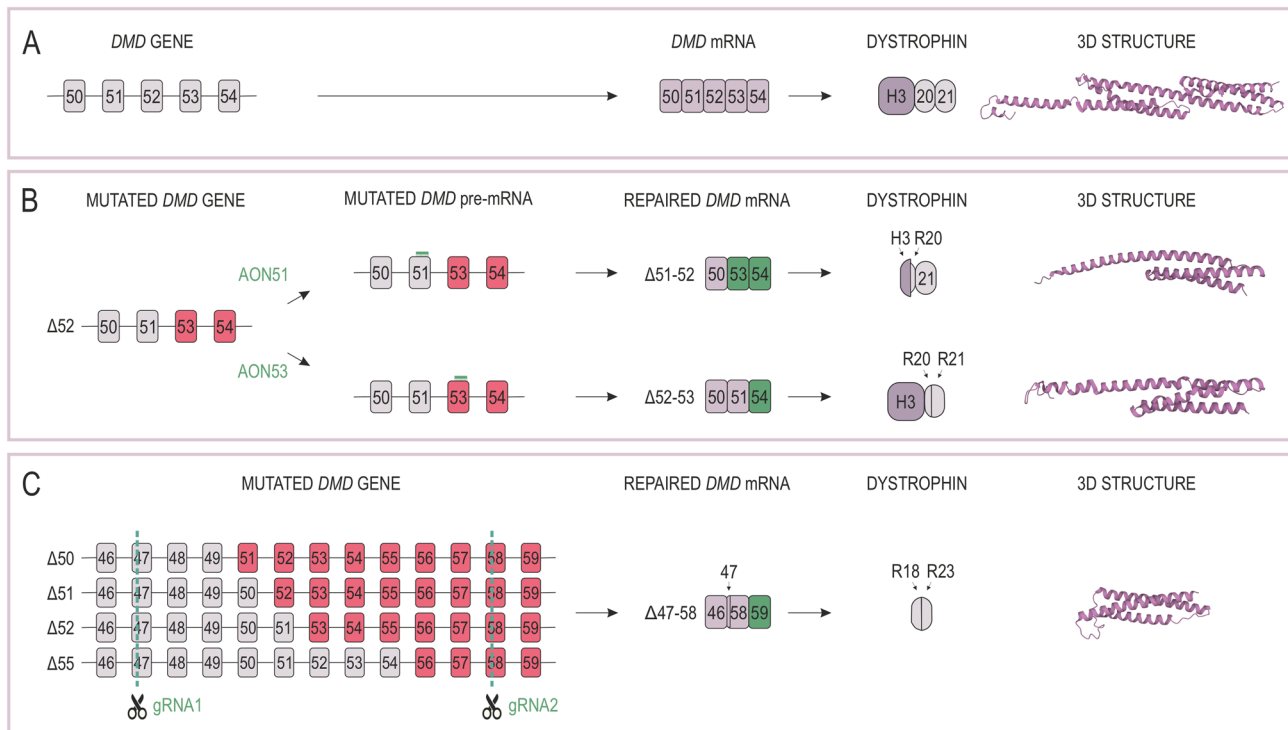 A
DMD GENE
DMD mRNA
DYSTROPHIN
3D STRUCTURE
50 51 52 53 54
50 51 52 53 54
H3 20 21
B
MUTATED DMD GENE
MUTATED DMD pre-mRNA
REPAIRED DMD mRNA
DYSTROPHIN
3D STRUCTURE
AON51
50 51 53 54
Δ51-52
50 53 54
H3 R20
21
Δ52
50 51 53 54
AON53
50 51 53 54
Δ52-53
50 51 54
R20 R21
H3
C
MUTATED DMD GENE
REPAIRED DMD mRNA
DYSTROPHIN
3D STRUCTURE
Δ50 46 47 48 49 51 52 53 54 55 56 57 58 59
Δ51 46 47 48 49 50 52 53 54 55 56 57 58 59
Δ52 46 47 48 49 50 51 53 54 55 56 57 58 59
Δ55 46 47 48 49 50 51 52 53 54 56 57 58 59
gRNA1
gRNA2
47
Δ47-58
46 58 59
R18 R23